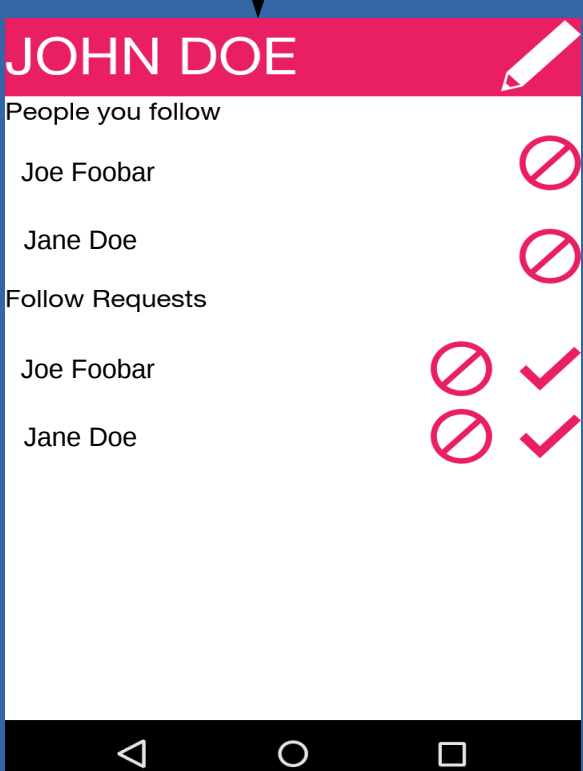 JOHN DOE
People you follow
Joe Foobar
Jane Doe
Follow Requests
Joe Foobar
Jane Doe